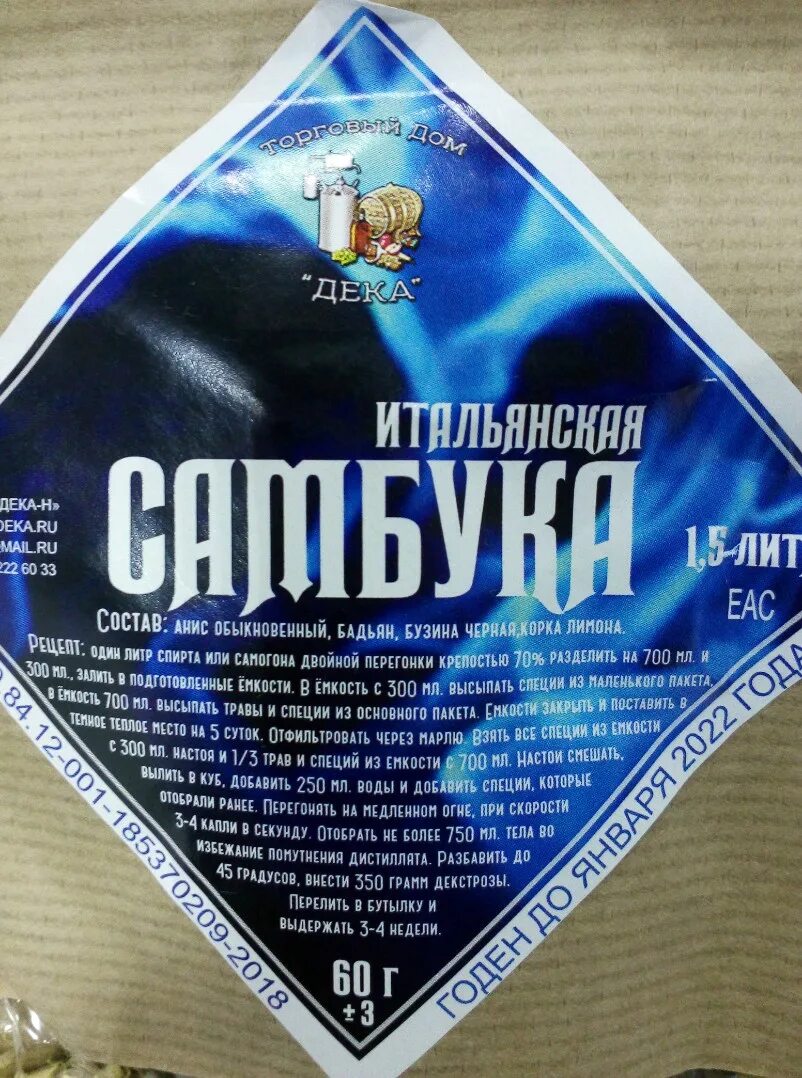 ТОРГОВЫЙ ДОМ
"ДЕКА"
ИТАЛЬЯНСКАЯ
САМБУКА
ДЕКА-Н»
DEKA.RU
MAIL.RU
222 60 33
1,5-ЛИТ
ЕАС
СОСТАВ: АНИС ОБЫКНОВЕННЫЙ, БАДЬЯН, БУЗИНА ЧЕРНАЯ,КОРКА ЛИМОНА.
РЕЦЕПТ: ОДИН ЛИТР СПИРТА ИЛИ САМОГОНА ДВОЙНОЙ ПЕРЕГОНКИ КРЕПОСТЬЮ 70% РАЗДЕЛИТЬ НА 700 МЛ. И
300 МЛ., ЗАЛИТЬ В ПОДГОТОВЛЕННЫЕ ЁМКОСТИ. В ЁМКОСТЬ С 300 МЛ. ВЫСЫПАТЬ СПЕЦИИ ИЗ МАЛЕНЬКОГО ПАКЕТА,
В ЁМКОСТЬ 700 МЛ. ВЫСЫПАТЬ ТРАВЫ И СПЕЦИИ ИЗ ОСНОВНОГО ПАКЕТА. ЕМКОСТИ ЗАКРЫТЬ И ПОСТАВИТЬ В
ТЕМНОЕ ТЕПЛОЕ МЕСТО НА 5 СУТОК. ОТФИЛЬТРОВАТЬ ЧЕРЕЗ МАРЛЮ. ВЗЯТЬ ВСЕ СПЕЦИИ ИЗ ЕМКОСТИ
С 300 МЛ. НАСТОЯ И 1/3 ТРАВ И СПЕЦИЙ ИЗ ЕМКОСТИ С 700 МЛ. НАСТОИ СМЕШАТЬ,
ВЫЛИТЬ В КУБ, ДОБАВИТЬ 250 МЛ. ВОДЫ И ДОБАВИТЬ СПЕЦИИ, КОТОРЫЕ
ОТОБРАЛИ РАНЕЕ. ПЕРЕГОНЯТЬ НА МЕДЛЕННОМ ОГНЕ, ПРИ СКОРОСТИ
3-4 КАПЛИ В СЕКУНДУ. ОТОБРАТЬ НЕ БОЛЕЕ 750 МЛ. ТЕЛА ВО
ИЗБЕЖАНИЕ ПОМУТНЕНИЯ ДИСТИЛЛЯТА. РАЗБАВИТЬ ДО
45 ГРАДУСОВ, ВНЕСТИ 350 ГРАММ ДЕКСТРОЗЫ.
ПЕРЕЛИТЬ В БУТЫЛКУ И
ВЫДЕРЖАТЬ 3-4 НЕДЕЛИ.
60 Г
± 3
84.12-001-185370209-2018
ГОДЕН ДО ЯНВАРЯ 2022 ГОДА